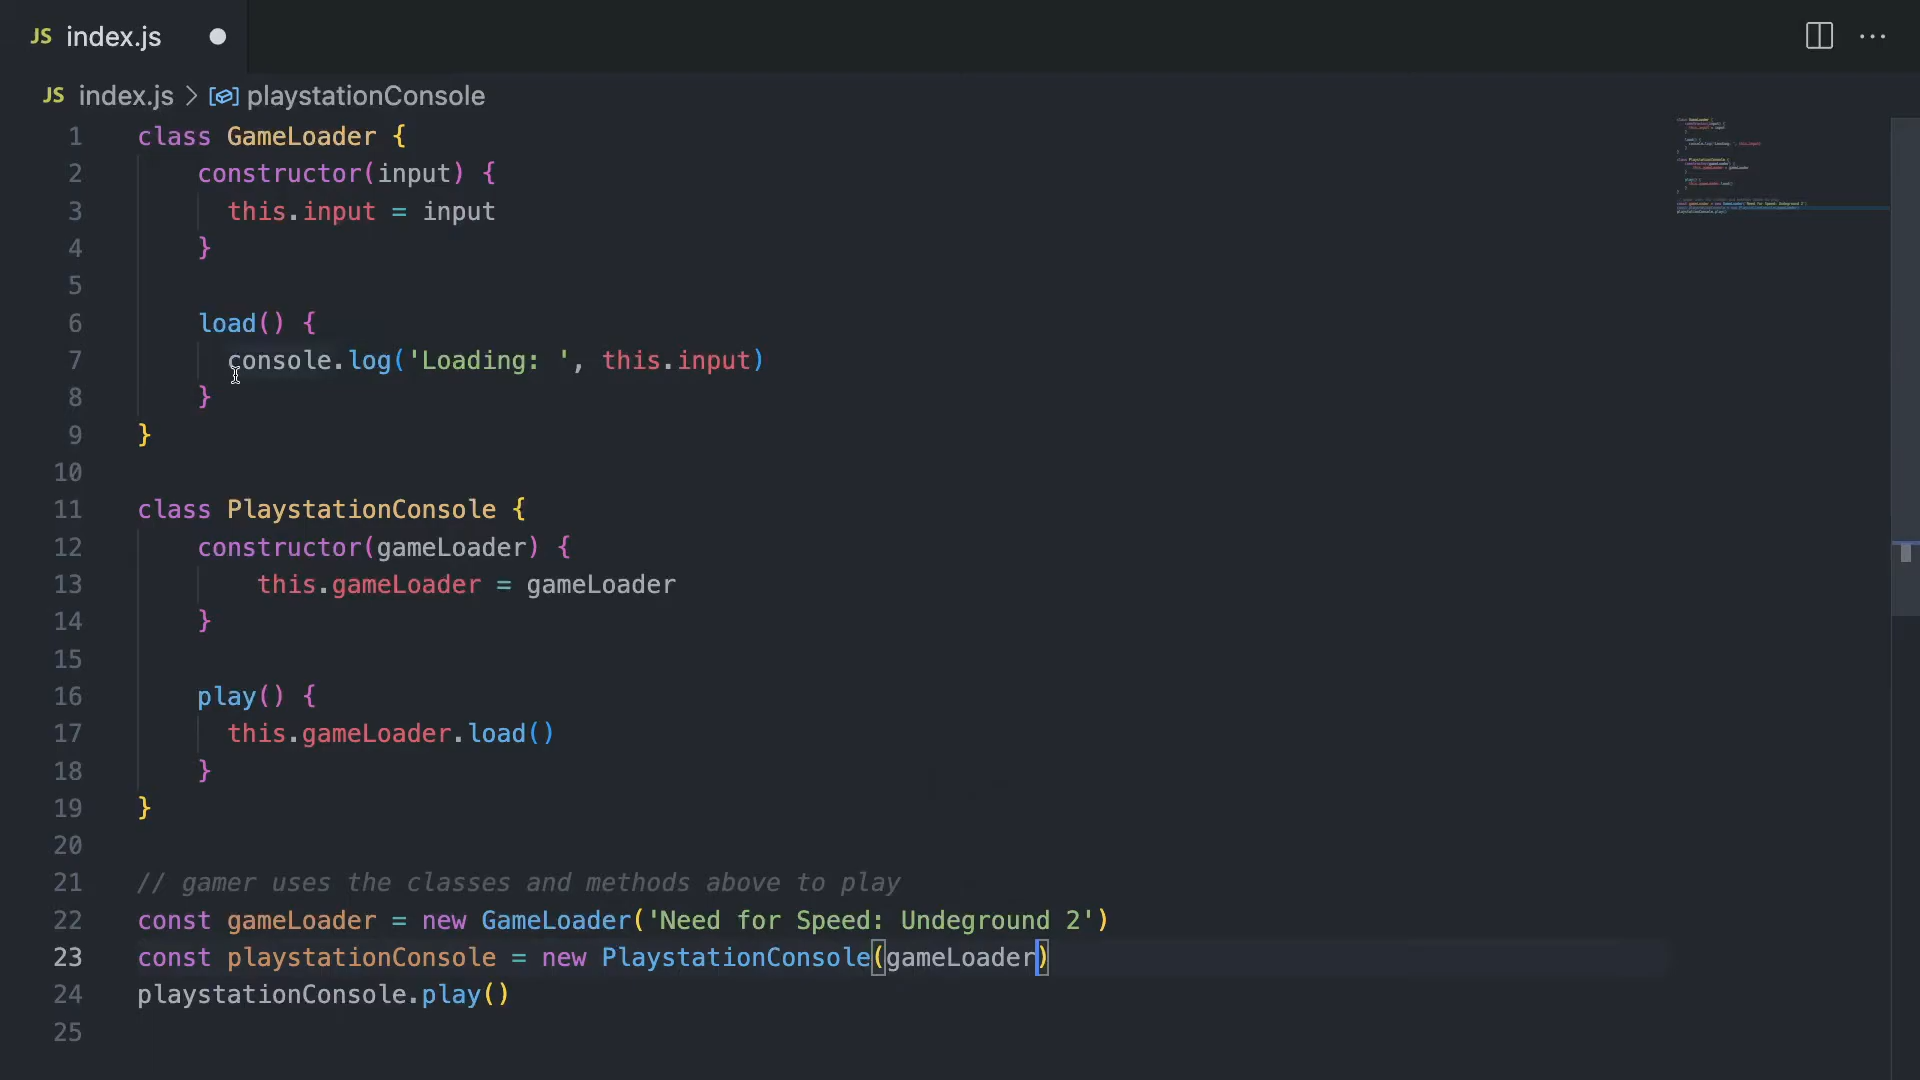 JS index.js
JS index.js > playstationConsole
1 class GameLoader {
2 constructor(input) {
3 this.input = input
4 }
5
6 load() {
7 console.log('Loading: ', this.input)
8 }
9 }
10
11 class PlaystationConsole {
12 constructor(gameLoader) {
13 this.gameLoader = gameLoader
14 }
15
16 play() {
17 this.gameLoader.load()
18 }
19 }
20
21 // gamer uses the classes and methods above to play
22 const gameLoader = new GameLoader('Need for Speed: Undeground 2')
23 const playstationConsole = new PlaystationConsole(gameLoader)
24 playstationConsole.play()
25